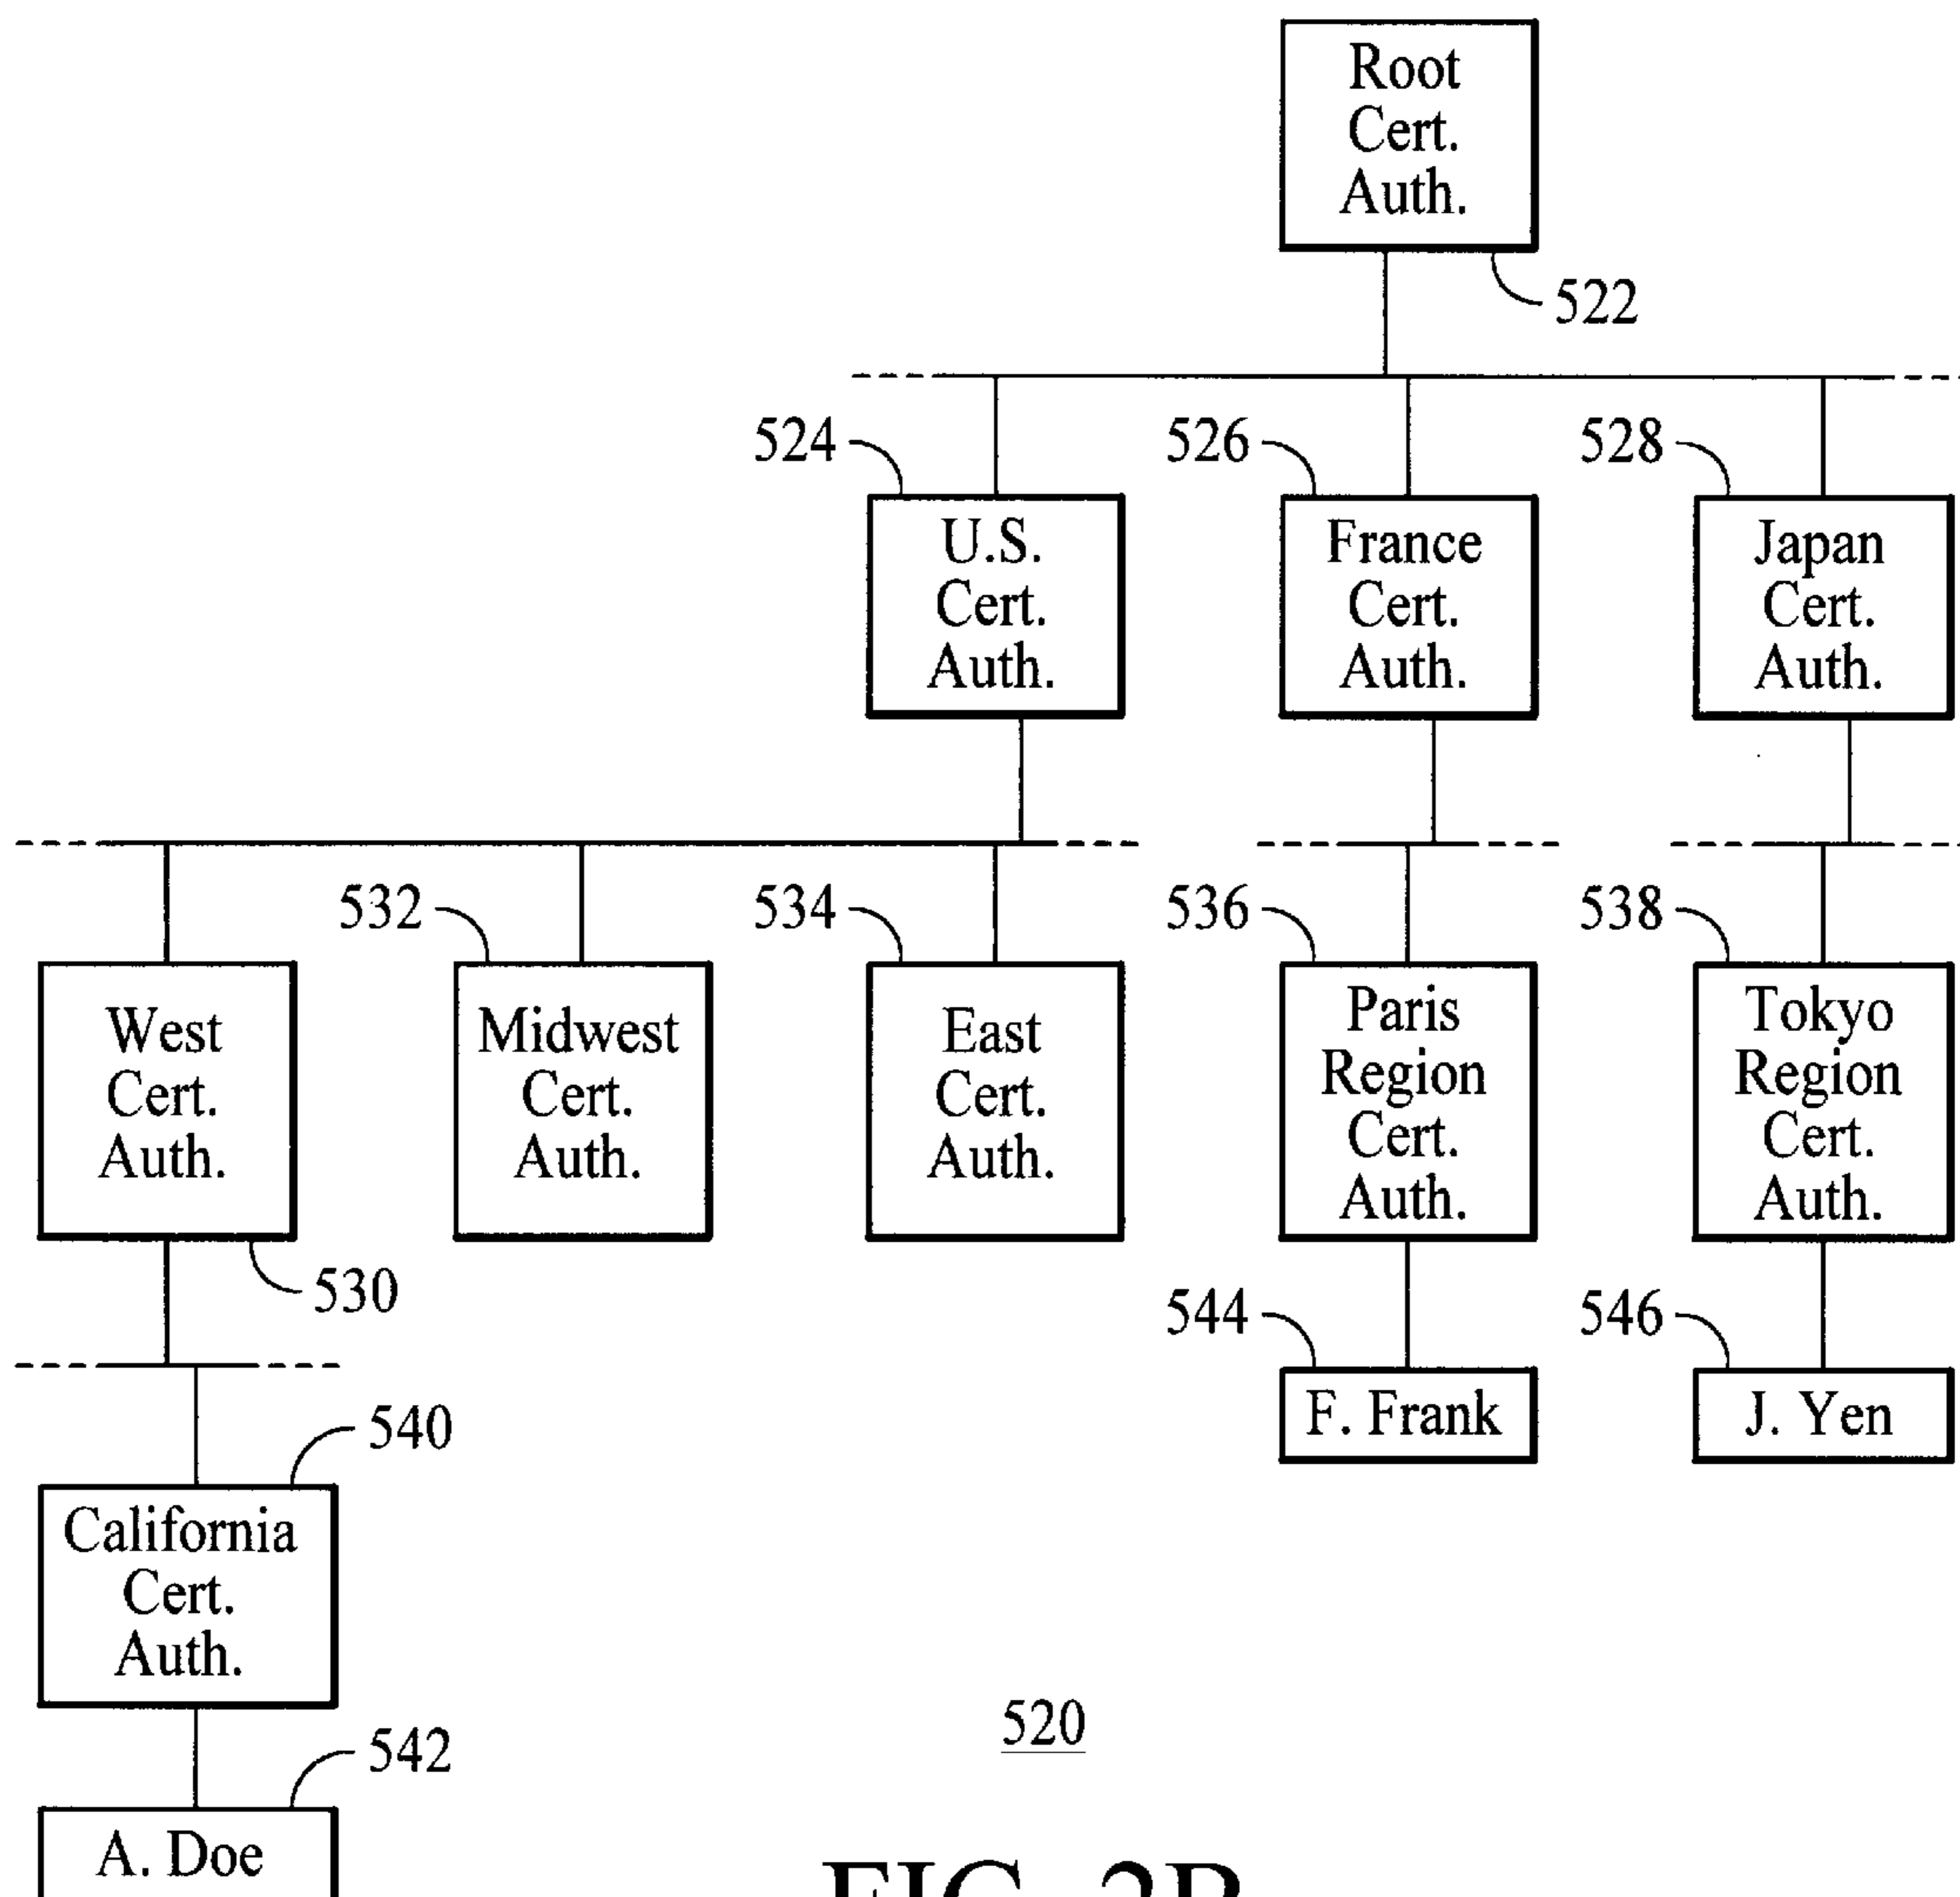 Root
Cert.
Auth.
522
524
526
528
U.S.
Cert.
Auth.
France
Cert.
Auth.
Japan
Cert.
Auth.
532
534
536
538
West
Cert.
Auth.
Midwest
Cert.
Auth.
East
Cert.
Auth.
Paris
Region
Cert.
Auth.
Tokyo
Region
Cert.
Auth.
530
544
546
F. Frank
J. Yen
540
California
Cert.
Auth.
520
542
A. Doe
FIG. 2B